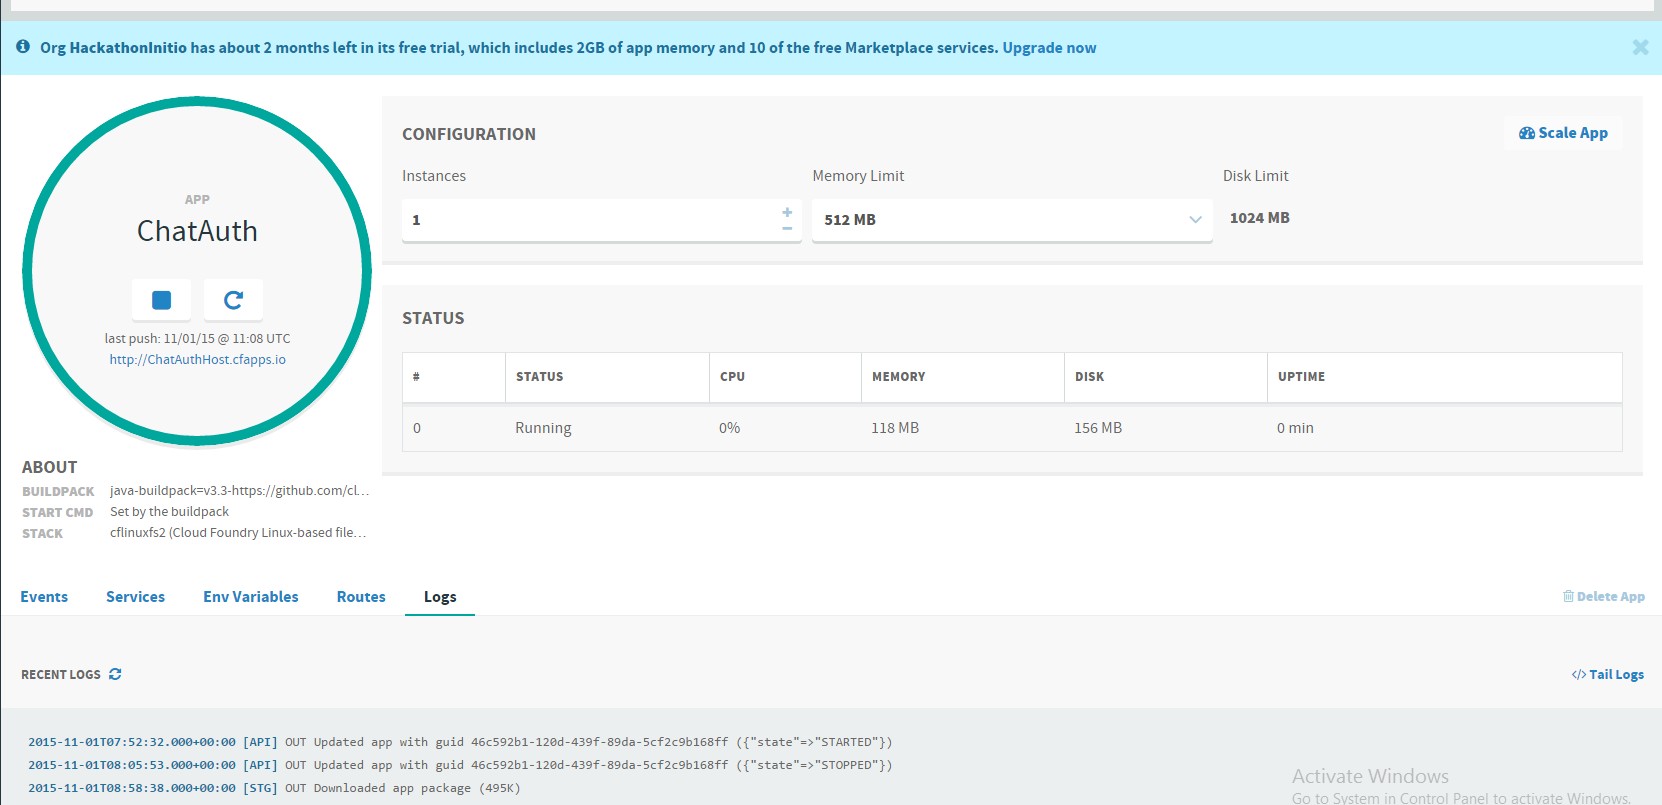 Org HackathonInitio has about 2 months left in its free trial, which includes 2GB of app memory and 10 of the free Marketplace services. Upgrade now
APP
ChatAuth
last push: 11/01/15 @ 11:08 UTC
http://ChatAuthHost.cfapps.io
CONFIGURATION
Scale App
Instances
Memory Limit
Disk Limit
1
512 MB
1024 MB
STATUS
# STATUS CPU MEMORY DISK UPTIME
0 Running 0% 118 MB 156 MB 0 min
ABOUT
BUILDPACK java-buildpack=v3.3-https://github.com/cl…
START CMD Set by the buildpack
STACK cflinuxfs2 (Cloud Foundry Linux-based file…
Events Services Env Variables Routes Logs
Delete App
RECENT LOGS
</> Tail Logs
2015-11-01T07:52:32.000+00:00 [API] OUT Updated app with guid 46c592b1-120d-439f-89da-5cf2c9b168ff ({"state"=>"STARTED"})
2015-11-01T08:05:53.000+00:00 [API] OUT Updated app with guid 46c592b1-120d-439f-89da-5cf2c9b168ff ({"state"=>"STOPPED"})
2015-11-01T08:58:38.000+00:00 [STG] OUT Downloaded app package (495K)
Activate Windows
Go to System in Control Panel to activate Windows.